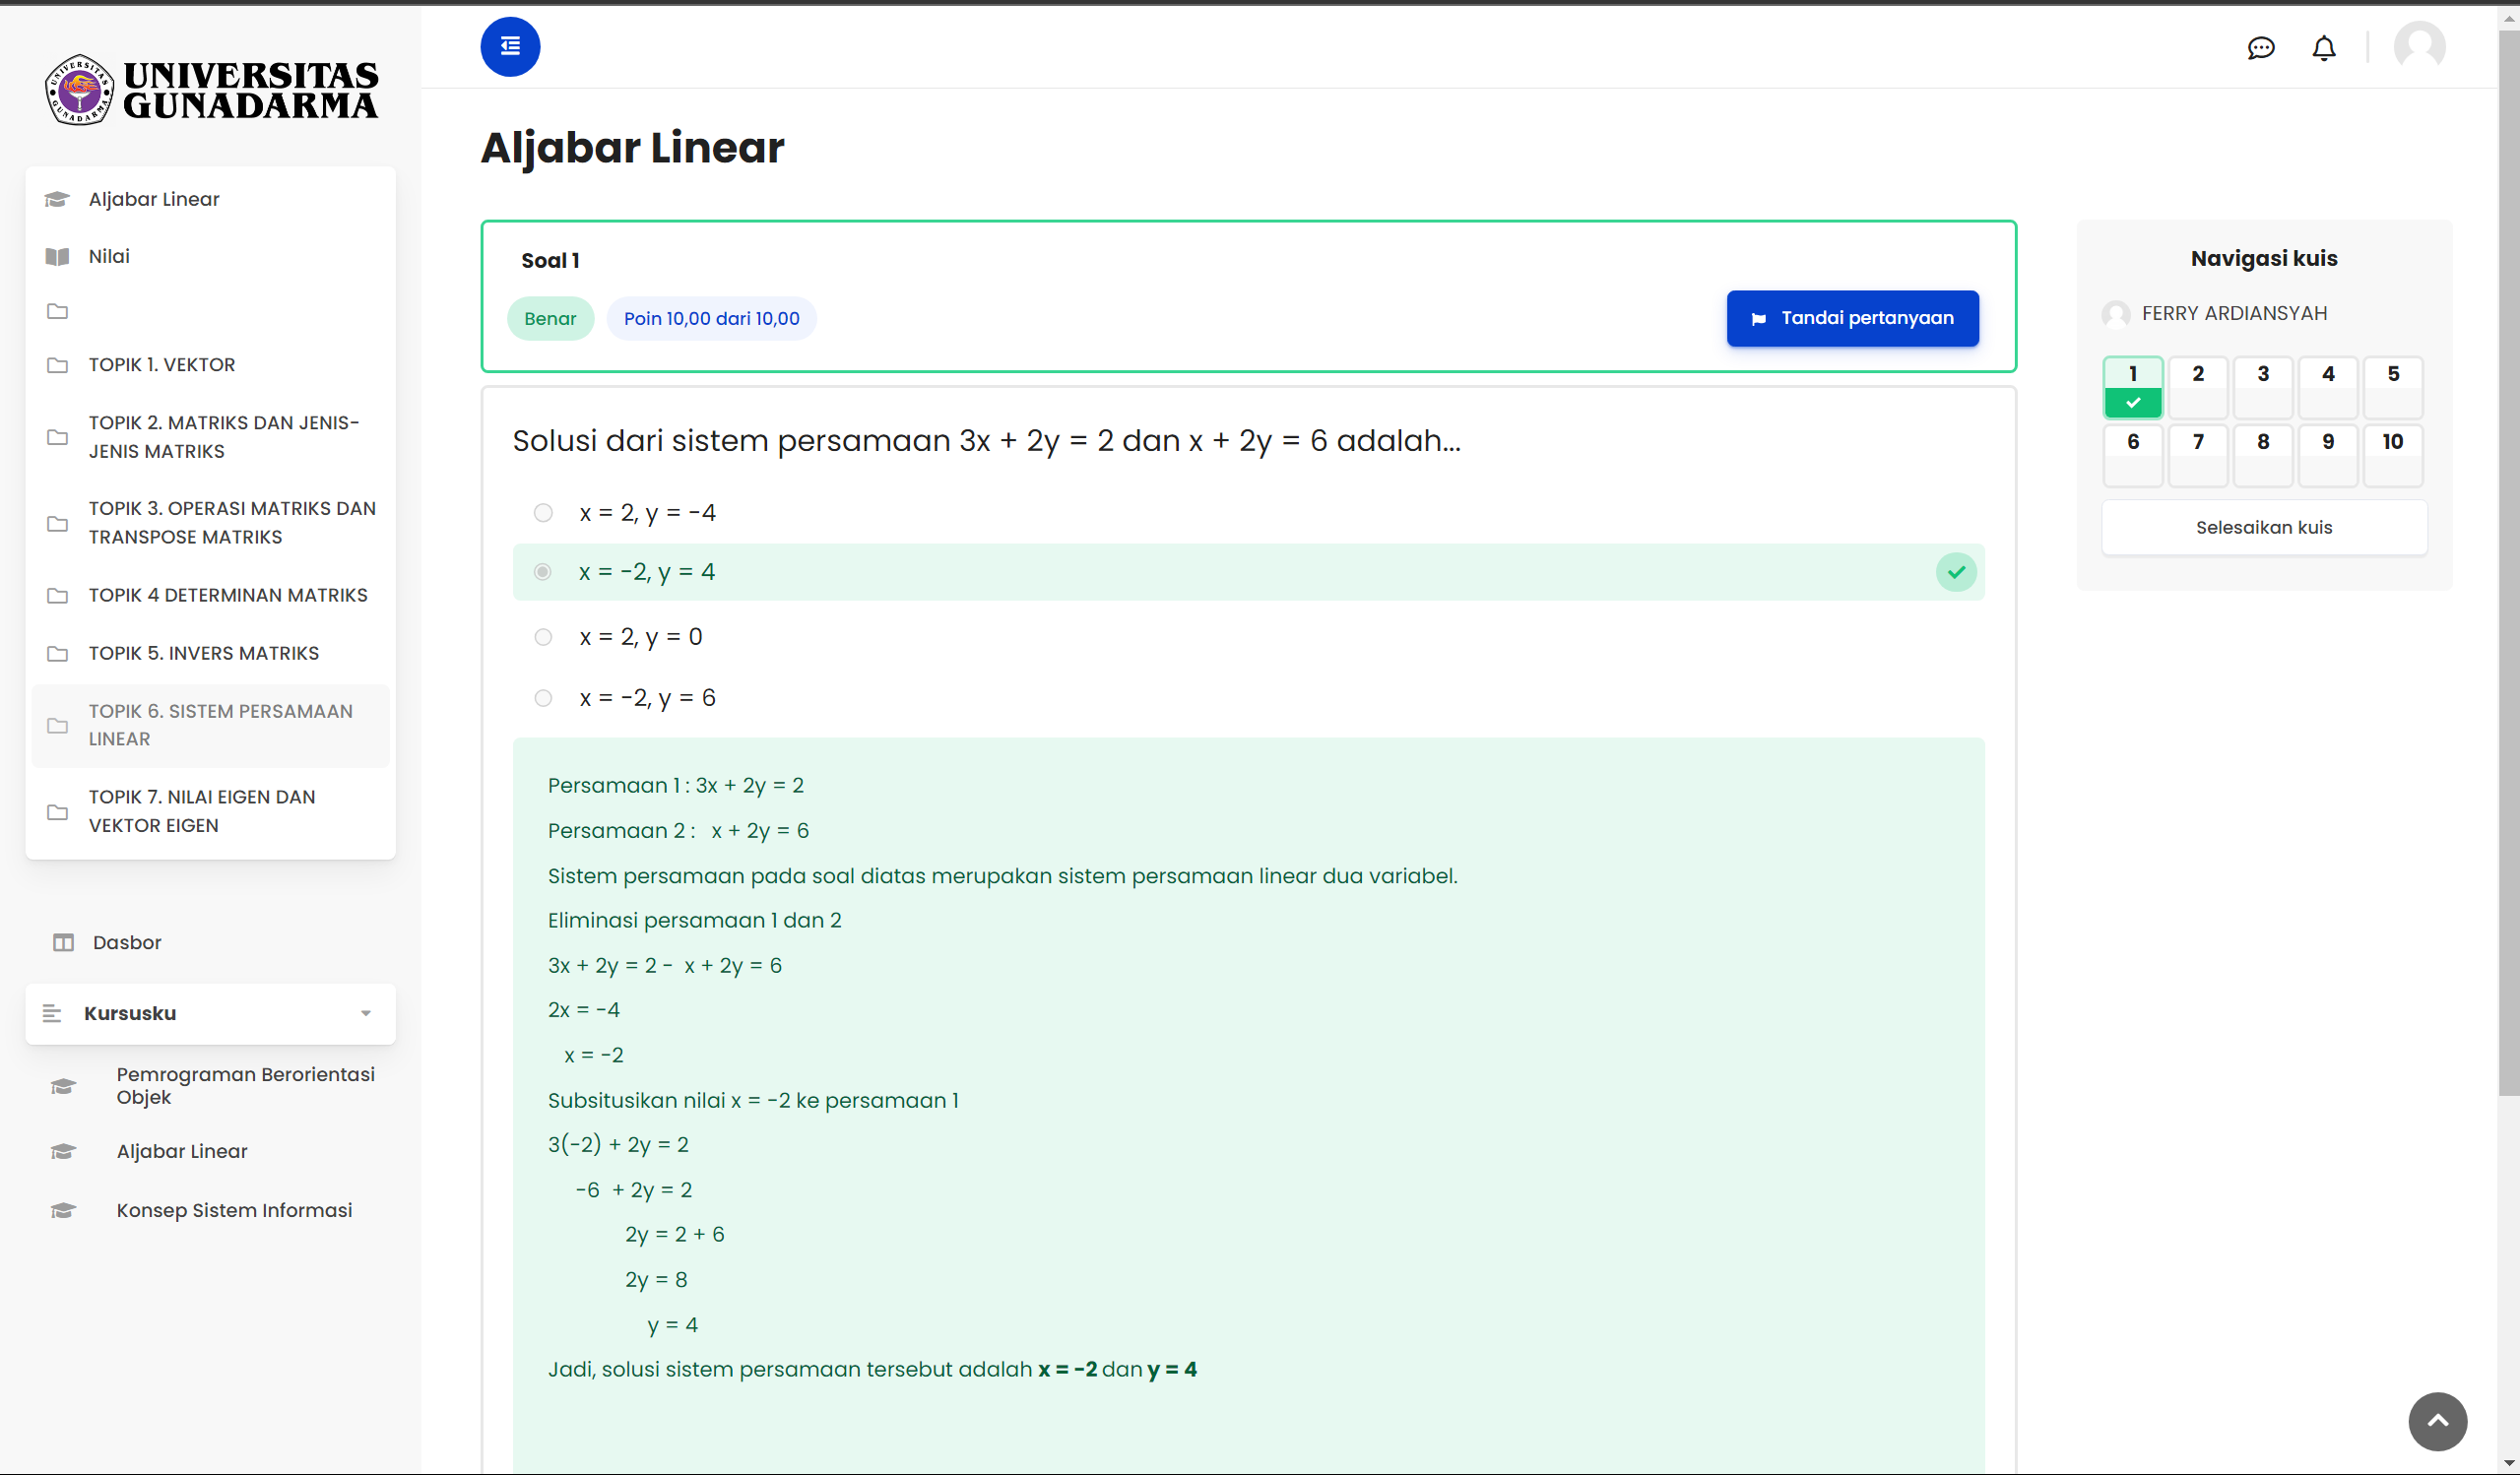 UNIVERSITAS
GUNADARMA
Aljabar Linear
Nilai
TOPIK 1. VEKTOR
TOPIK 2. MATRIKS DAN JENIS-
JENIS MATRIKS
TOPIK 3. OPERASI MATRIKS DAN
TRANSPOSE MATRIKS
TOPIK 4 DETERMINAN MATRIKS
TOPIK 5. INVERS MATRIKS
TOPIK 6. SISTEM PERSAMAAN
LINEAR
TOPIK 7. NILAI EIGEN DAN
VEKTOR EIGEN
Dasbor
Kursusku
Pemrograman Berorientasi
Objek
Aljabar Linear
Konsep Sistem Informasi
Aljabar Linear
Soal 1
Benar
Poin 10,00 dari 10,00
Tandai pertanyaan
Solusi dari sistem persamaan 3x + 2y = 2 dan x + 2y = 6 adalah...
x = 2, y = -4
x = -2, y = 4
x = 2, y = 0
x = -2, y = 6
Persamaan 1 : 3x + 2y = 2
Persamaan 2 : x + 2y = 6
Sistem persamaan pada soal diatas merupakan sistem persamaan linear dua variabel.
Eliminasi persamaan 1 dan 2
3x + 2y = 2 - x + 2y = 6
2x = -4
x = -2
Subsitusikan nilai x = -2 ke persamaan 1
3(-2) + 2y = 2
-6 + 2y = 2
2y = 2 + 6
2y = 8
y = 4
Jadi, solusi sistem persamaan tersebut adalah x = -2 dan y = 4
Navigasi kuis
FERRY ARDIANSYAH
1 2 3 4 5
6 7 8 9 10
Selesaikan kuis